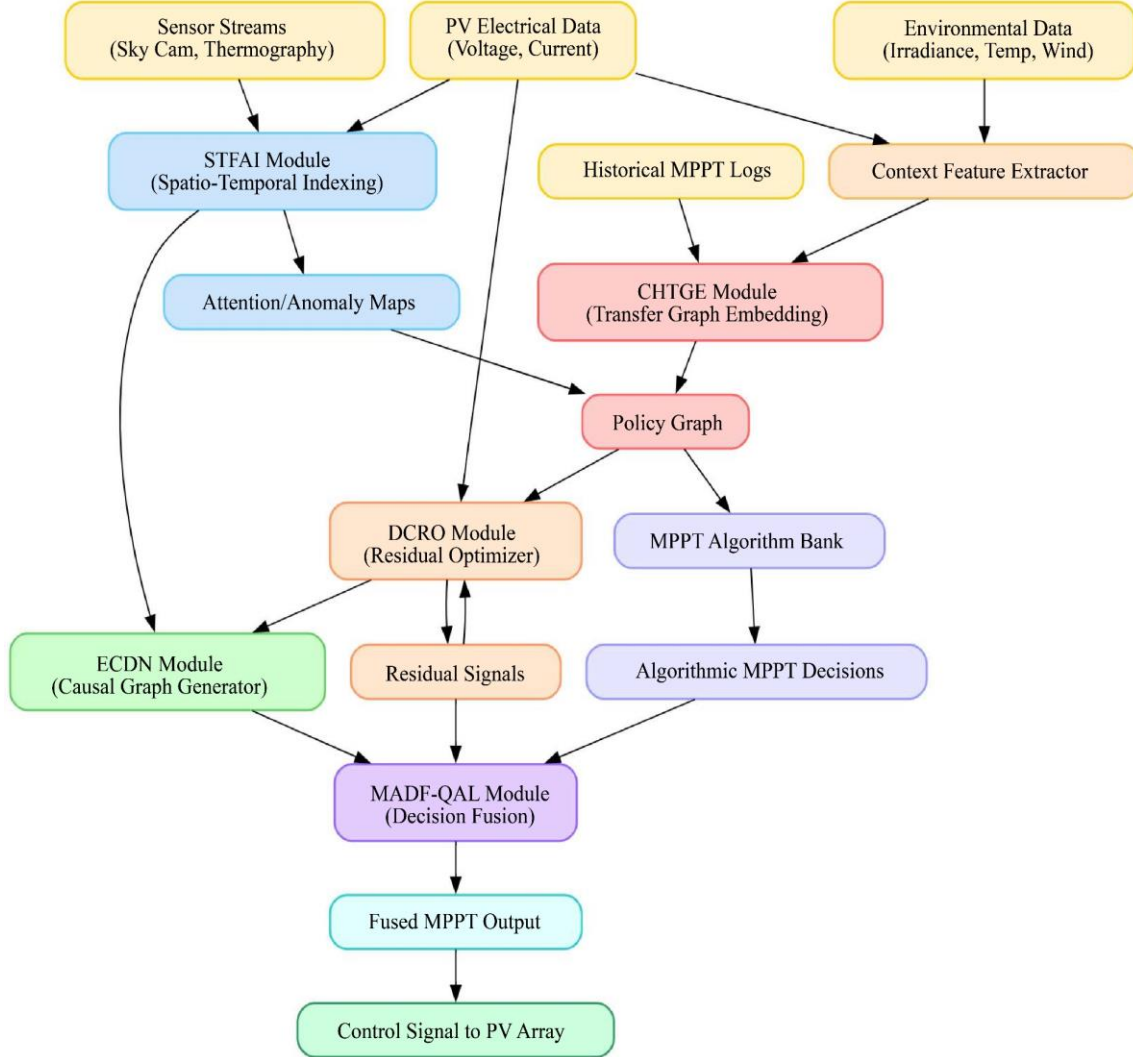 Sensor Streams
(Sky Cam, Thermography)
PV Electrical Data
(Voltage, Current)
Environmental Data
(Irradiance, Temp, Wind)
STFAI Module
(Spatio-Temporal Indexing)
Historical MPPT Logs
Context Feature Extractor
Attention/Anomaly Maps
CHTGE Module
(Transfer Graph Embedding)
Policy Graph
DCRO Module
(Residual Optimizer)
MPPT Algorithm Bank
ECDN Module
(Causal Graph Generator)
Residual Signals
Algorithmic MPPT Decisions
MADF-QAL Module
(Decision Fusion)
Fused MPPT Output
Control Signal to PV Array